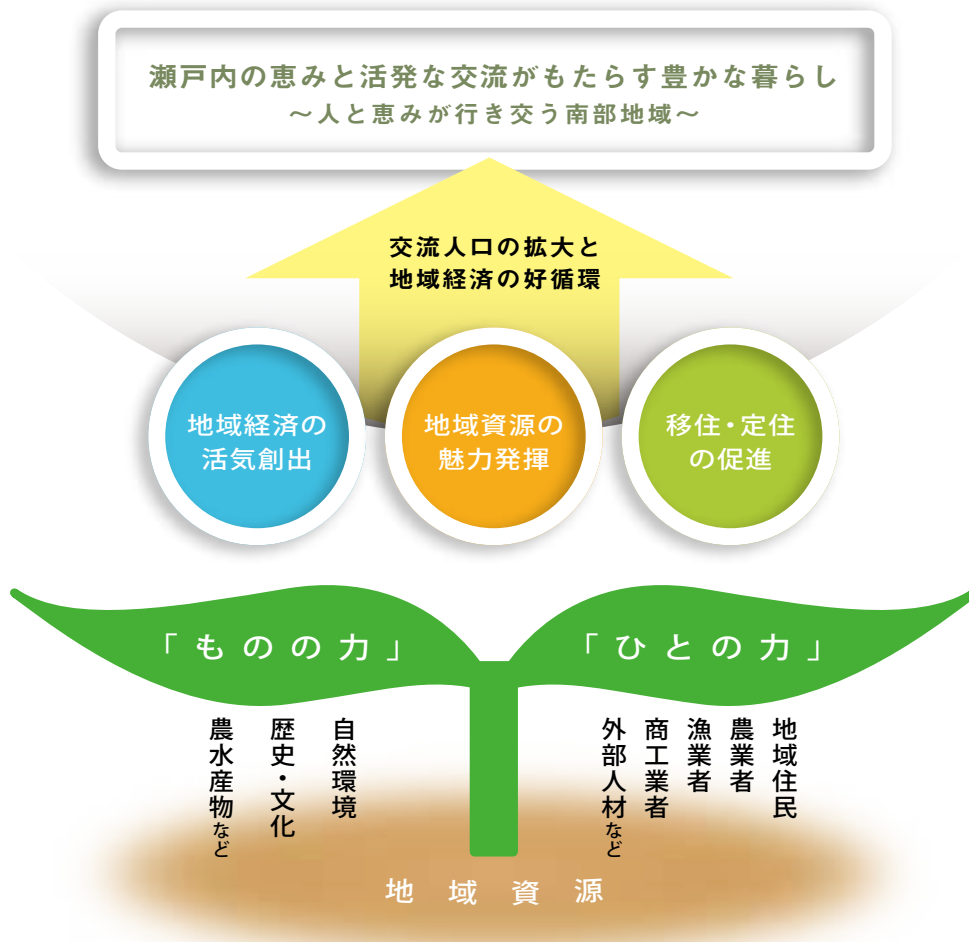 瀬戸内の恵みと活発な交流がもたらす豊かな暮らし
～人と恵みが行き交う南部地域～
交流人口の拡大と
地域経済の好循環
地域経済の
活気創出
地域資源の
魅力発揮
移住・定住
の促進
「ものの力」
「ひとの力」
自然環境
歴史・文化
農水産物など
地域住民
農業者
漁業者
商工業者
外部人材など
地域資源